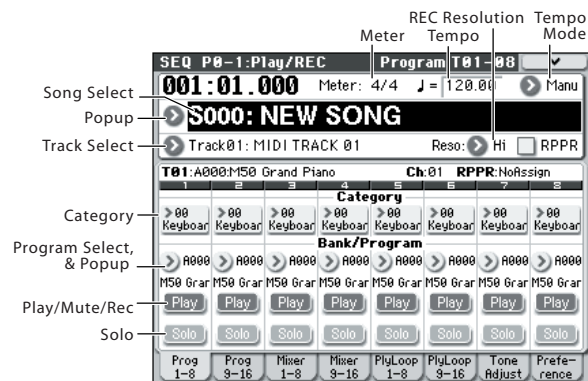 REC Resolution Tempo
Meter Tempo Mode
SEQ P0-1:Play/REC Program T01-08
001:01.000 Meter: 4/4 ♩= 120.00 Manu
Song Select
S000: NEW SONG
Popup
Track Select
Track01: MIDI TRACK 01 Reso: Hi RPPR
T01:A000:M50 Grand Piano Ch:01 RPPR:NoAssign
1 2 3 4 5 6 7 8
Category
Category
>00 >00 >00 >00 >00 >00 >00 >00
Keyboar Keyboar Keyboar Keyboar Keyboar Keyboar Keyboar Keyboar
Bank/Program
Program Select,
& Popup
A000 A000 A000 A000 A000 A000 A000 A000
M50 Grar M50 Grar M50 Grar M50 Grar M50 Grar M50 Grar M50 Grar M50 Grar
Play/Mute/Rec
Play Play Play Play Play Play Play Play
Solo
Solo Solo Solo Solo Solo Solo Solo Solo
Prog Prog Mixer Mixer PlyLoop PlyLoop Tone Prefe-
1-8 9-16 1-8 9-16 1-8 9-16 Adjust rence